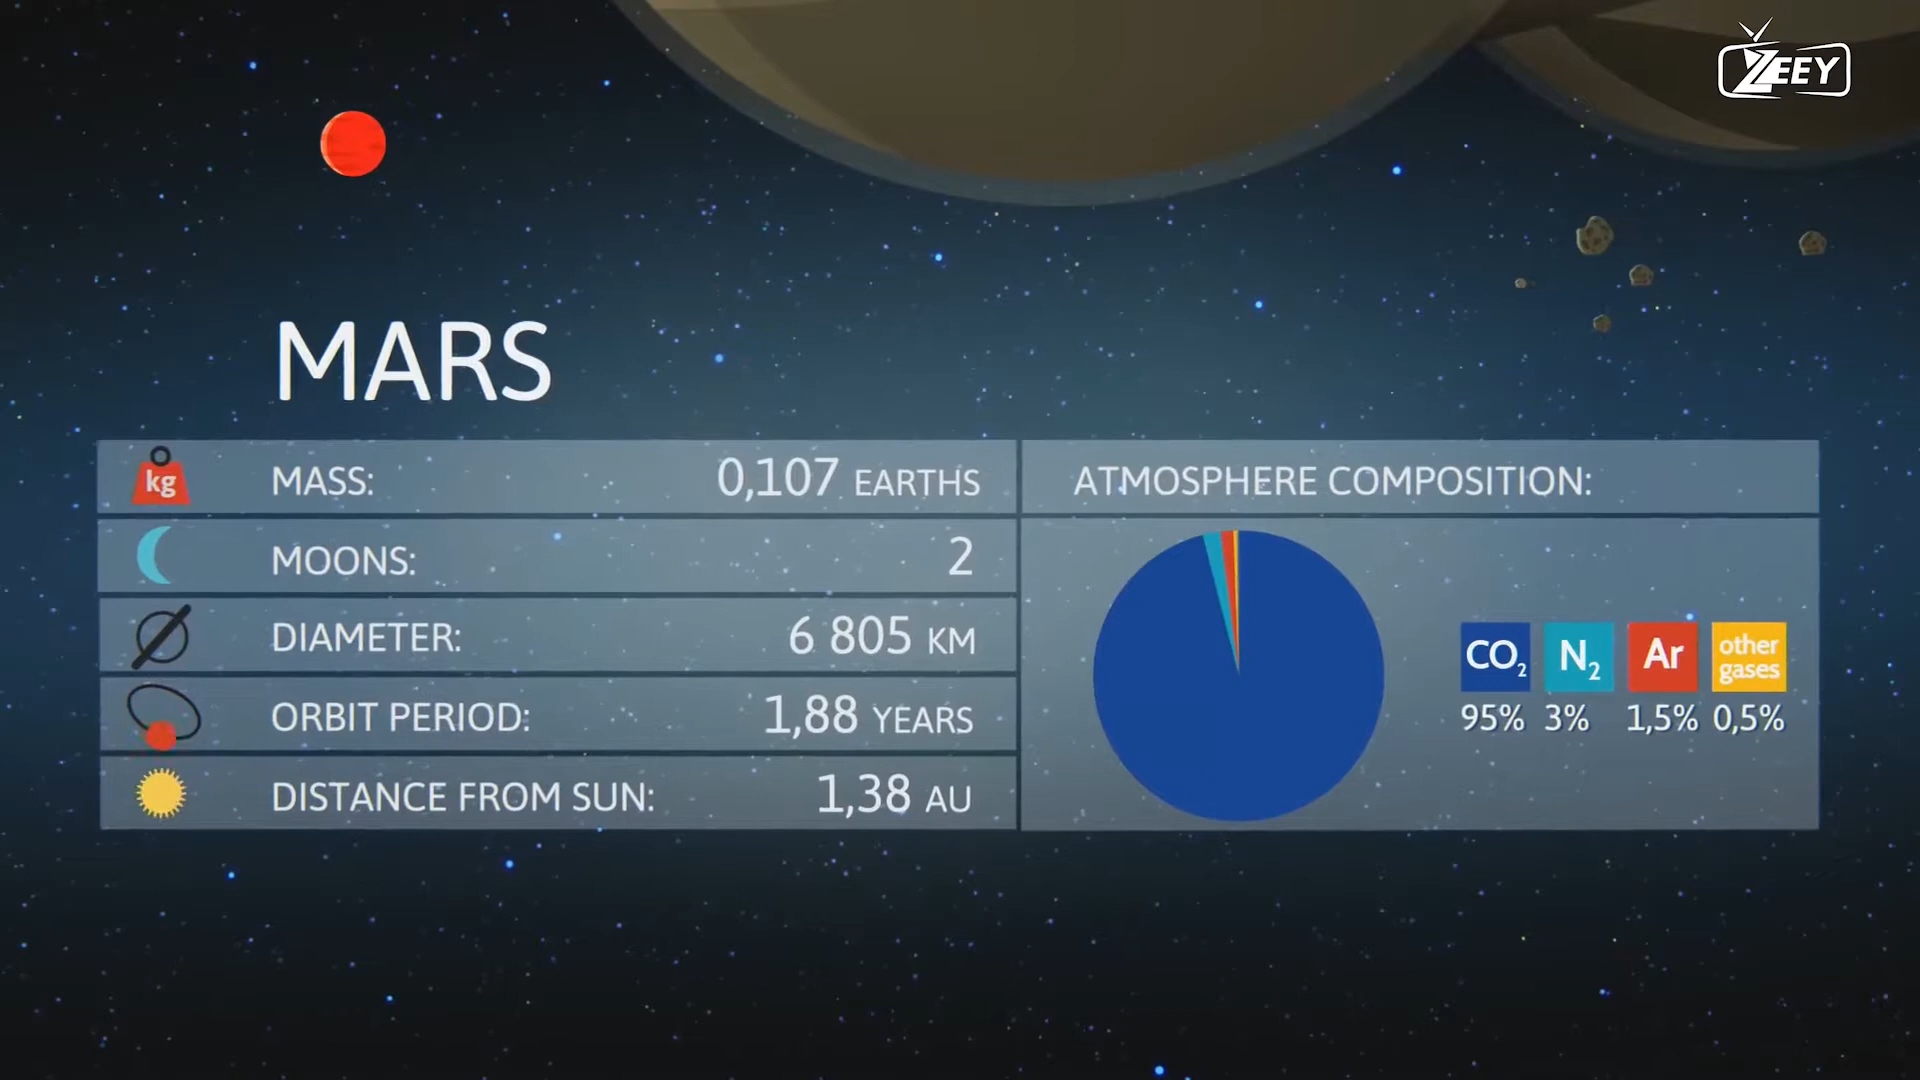 ZEEY
MARS
kg MASS: 0,107 EARTHS
MOONS: 2
DIAMETER: 6 805 KM
ORBIT PERIOD: 1,88 YEARS
DISTANCE FROM SUN: 1,38 AU
ATMOSPHERE COMPOSITION:
CO₂ N₂ Ar other gases
95% 3% 1,5% 0,5%